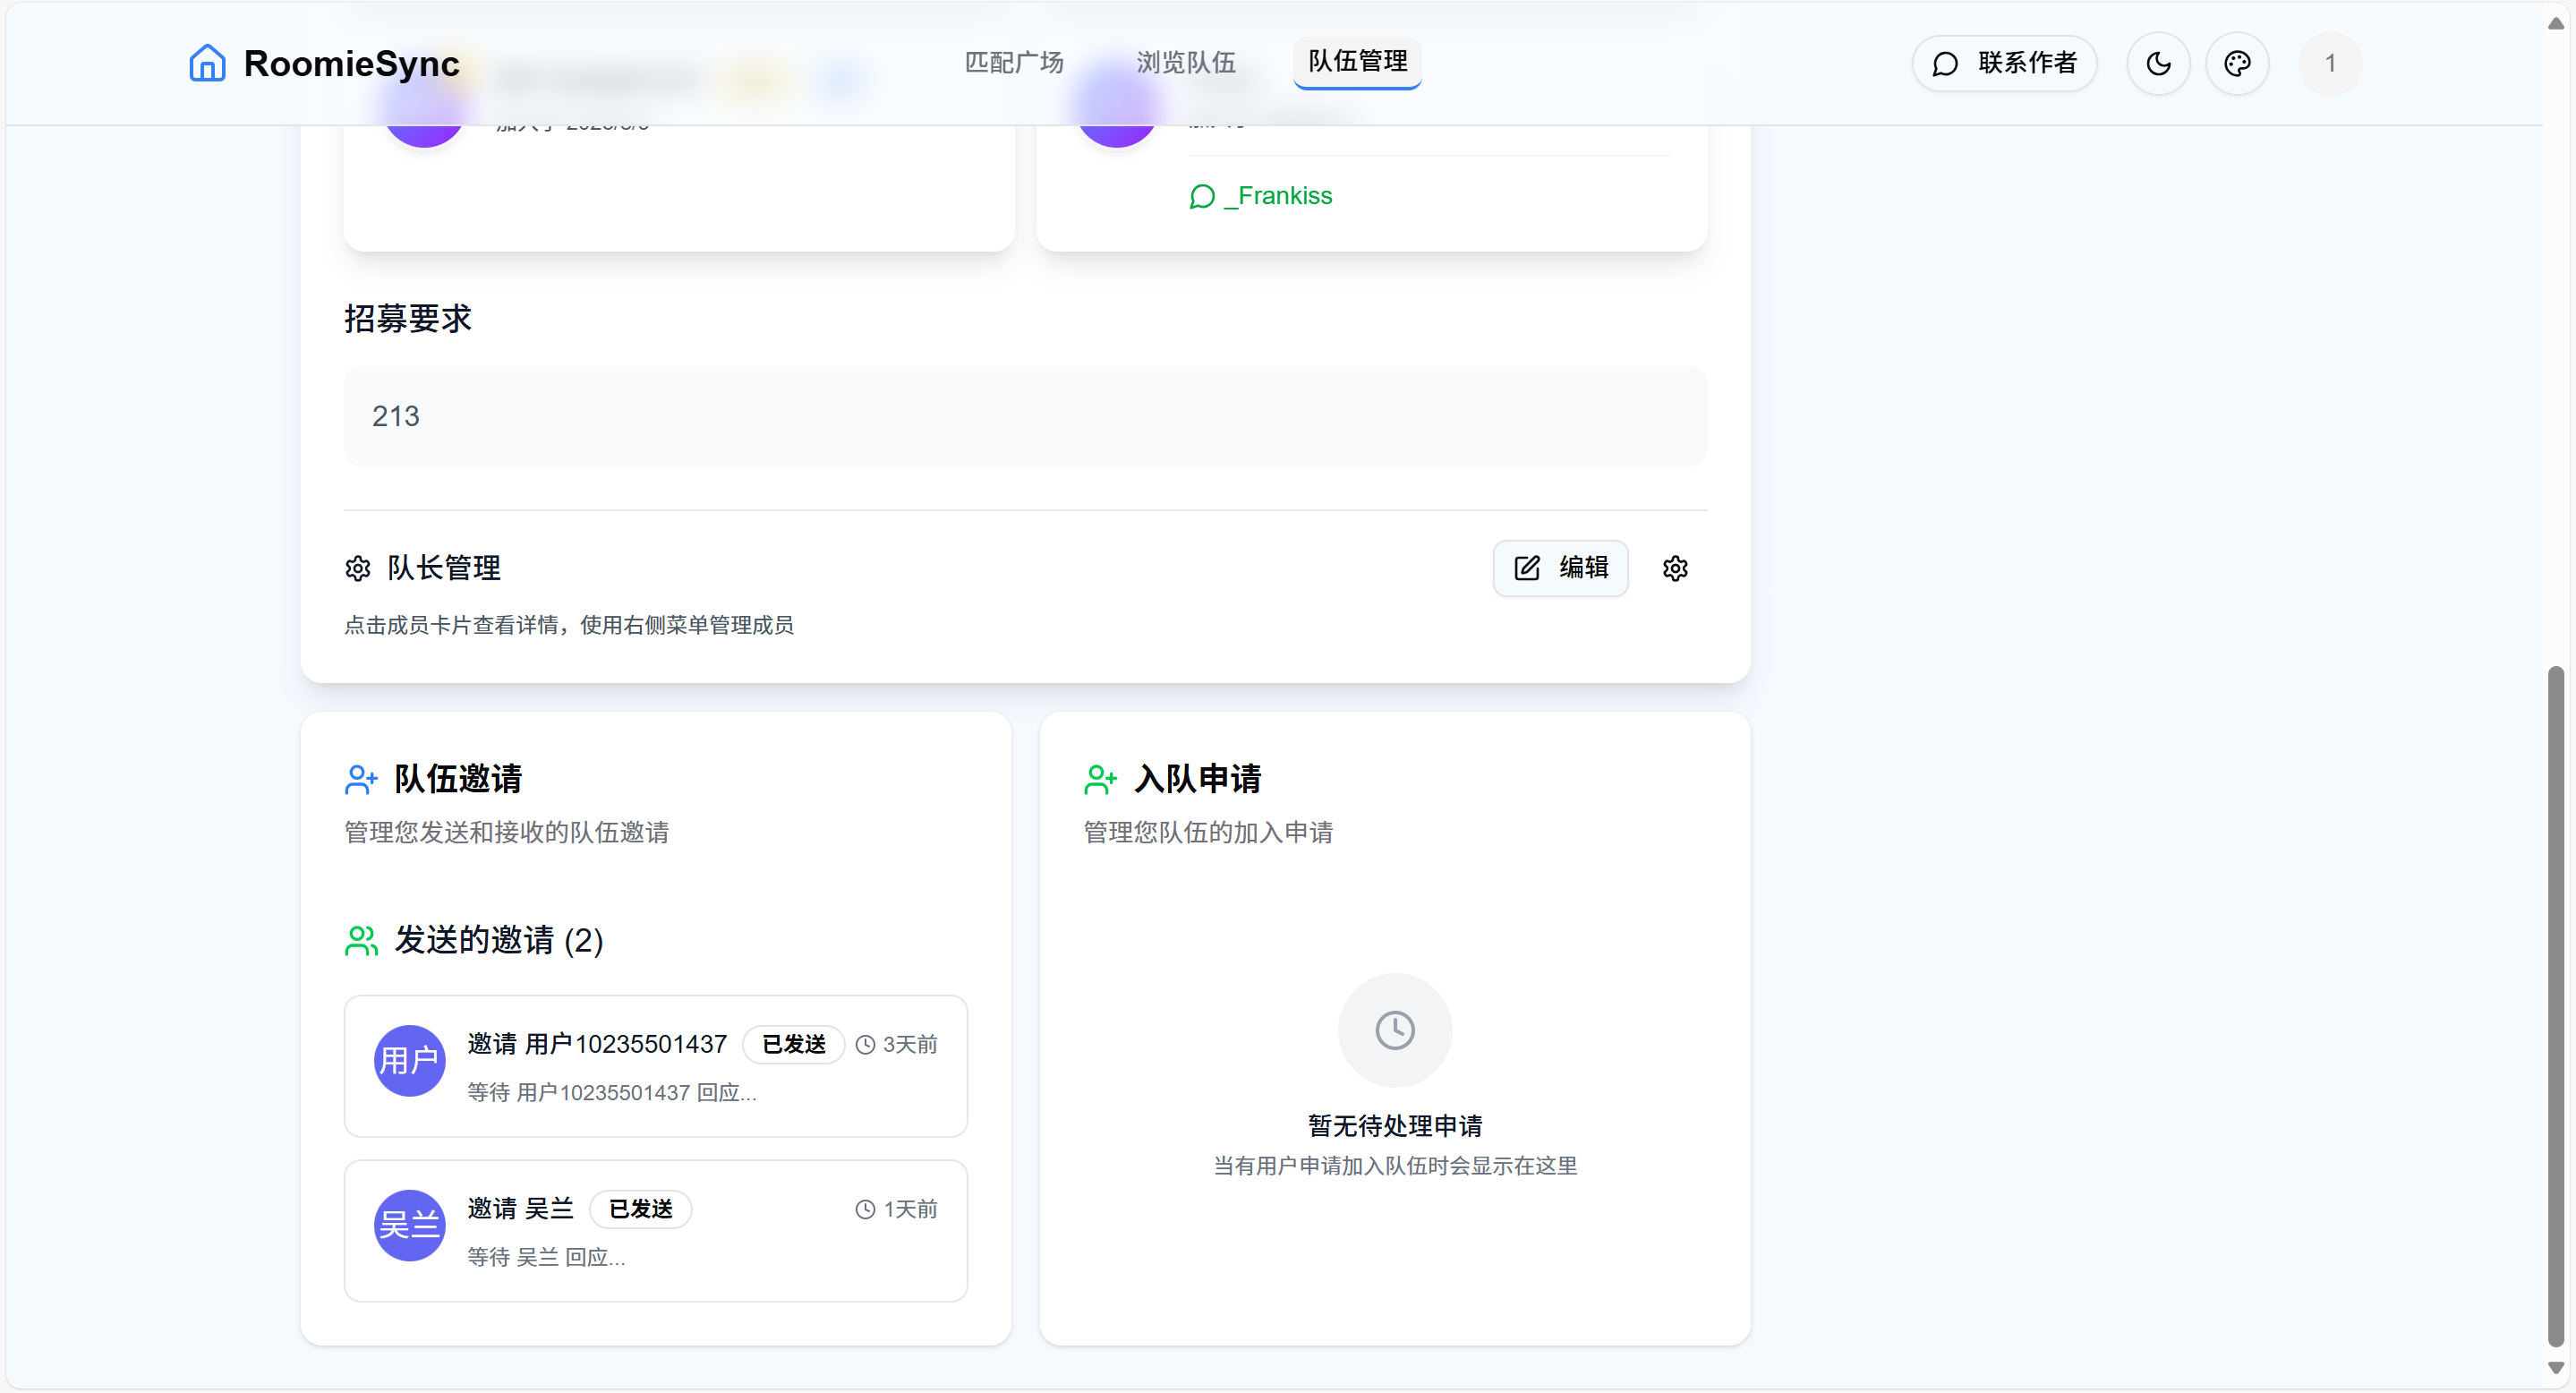 RoomieSync
匹配广场
浏览队伍
队伍管理
联系作者
1
_Frankiss
招募要求
213
队长管理
编辑
点击成员卡片查看详情，使用右侧菜单管理成员
队伍邀请
管理您发送和接收的队伍邀请
发送的邀请 (2)
用户
邀请 用户10235501437 已发送 3天前
等待 用户10235501437 回应...
吴兰
邀请 吴兰 已发送 1天前
等待 吴兰 回应...
入队申请
管理您队伍的加入申请
暂无待处理申请
当有用户申请加入队伍时会显示在这里